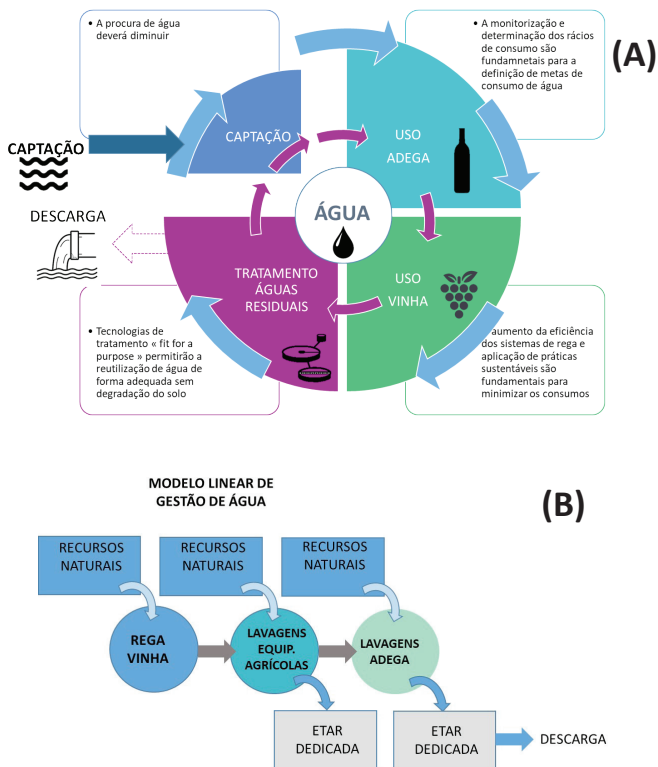 • A procura de água
deverá diminuir
• A monitorização e
determinação dos rácios
de consumo são
fundamnetais para a
definição de metas de
consumo de água
(A)
CAPTAÇÃO
CAPTAÇÃO
USO
ADEGA
DESCARGA
ÁGUA
TRATAMENTO
ÁGUAS
RESIDUAIS
USO
VINHA
• Tecnologias de
tratamento « fit for a
purpose » permitirão a
reutilização de água de
forma adequada sem
degradação do solo
aumento da eficiência
dos sistemas de rega e
aplicação de práticas
sustentáveis são
fundamentais para
minimizar os consumos
MODELO LINEAR DE
GESTÃO DE ÁGUA
(B)
RECURSOS
NATURAIS
RECURSOS
NATURAIS
RECURSOS
NATURAIS
REGA
VINHA
LAVAGENS
EQUIP.
AGRÍCOLAS
LAVAGENS
ADEGA
ETAR
DEDICADA
ETAR
DEDICADA
DESCARGA